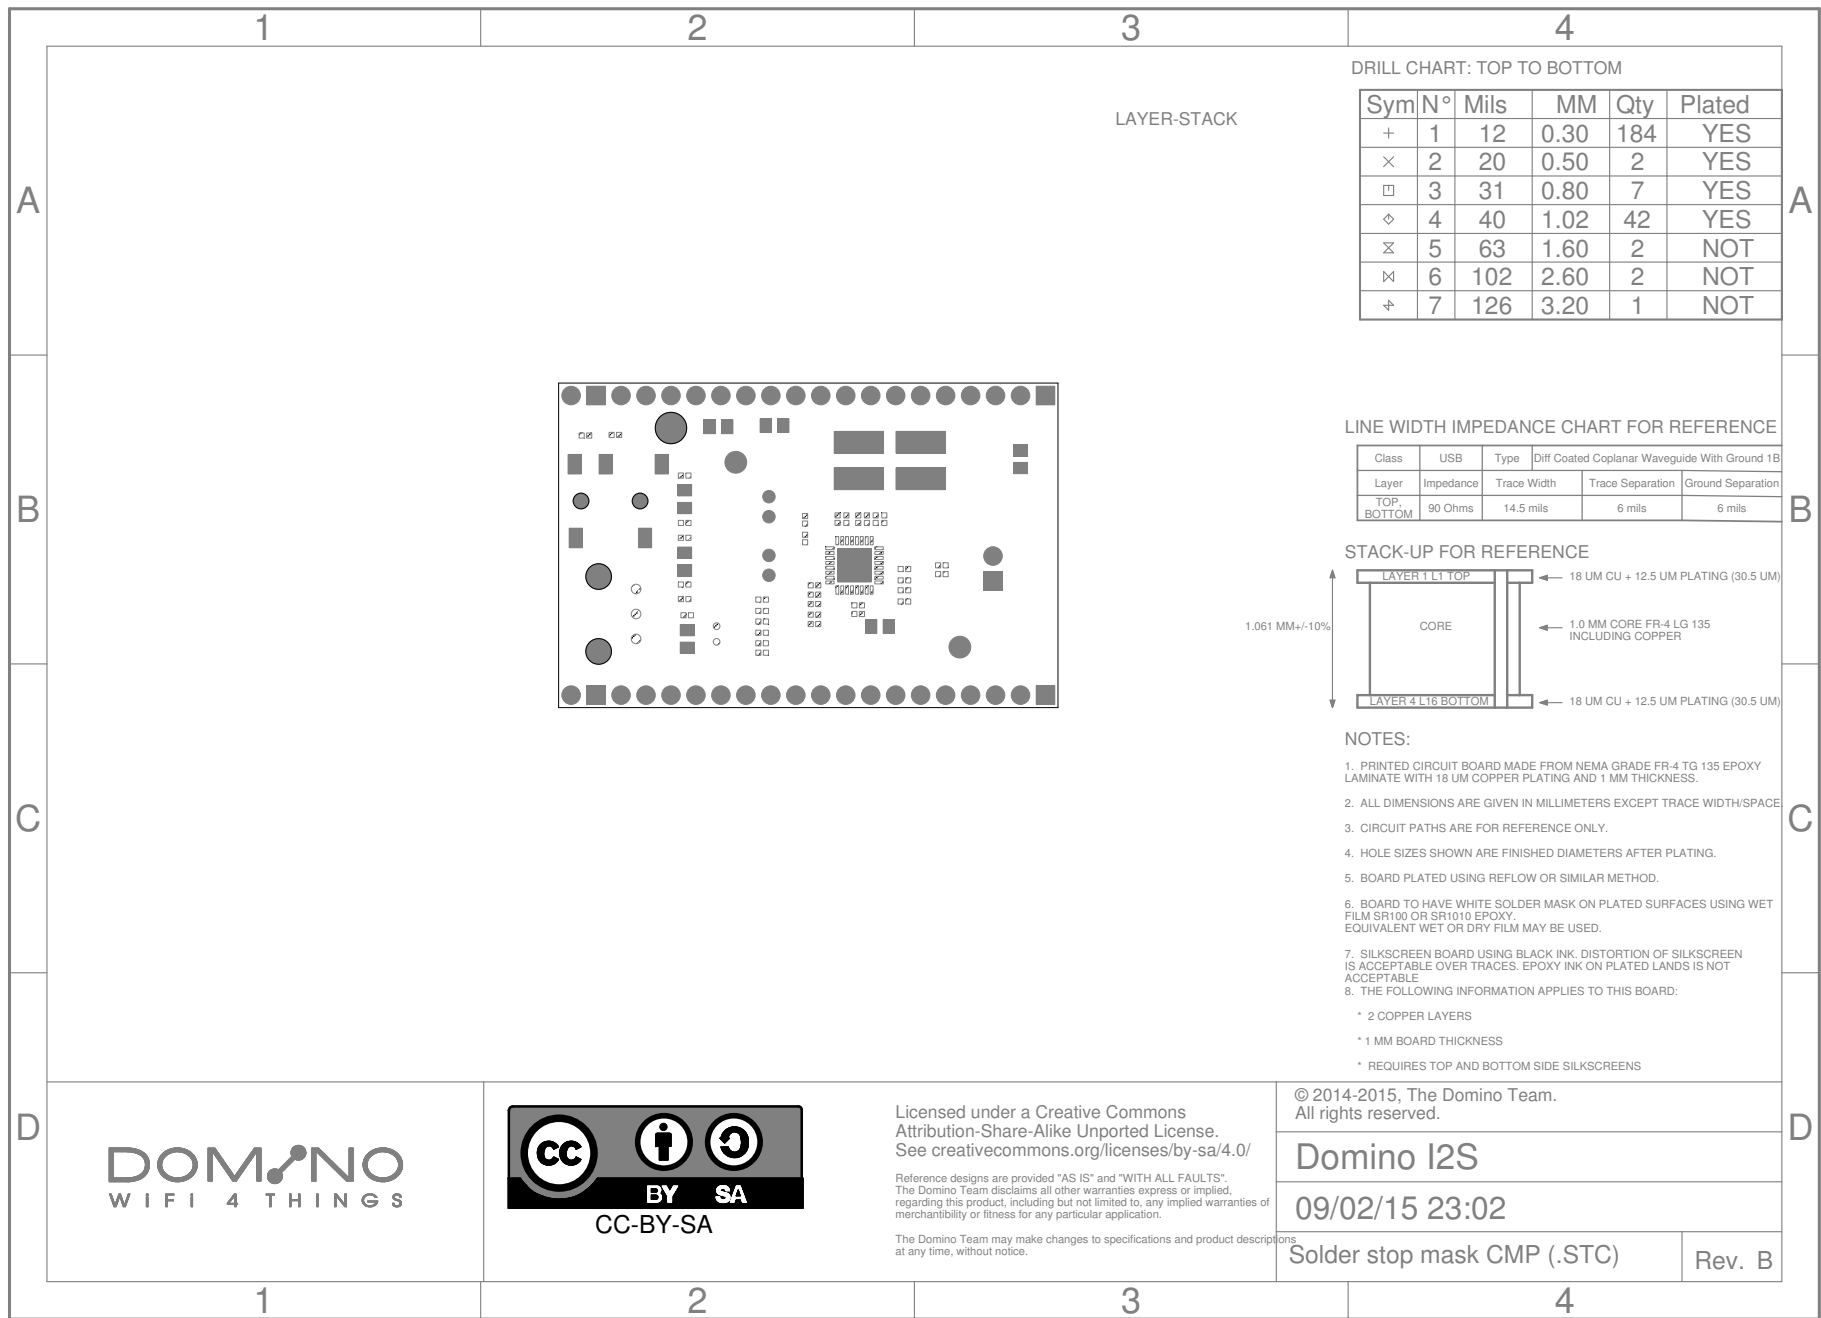 1 2 3 4
A
B
C
D
A
B
C
D
LAYER-STACK
DRILL CHART: TOP TO BOTTOM
Sym N° Mils MM Qty Plated
1 12 0.30 184 YES
2 20 0.50 2 YES
3 31 0.80 7 YES
4 40 1.02 42 YES
5 63 1.60 2 NOT
6 102 2.60 2 NOT
7 126 3.20 1 NOT
LINE WIDTH IMPEDANCE CHART FOR REFERENCE
Class USB Type Diff Coated Coplanar Waveguide With Ground 1B
Layer Impedance Trace Width Trace Separation Ground Separation
TOP, BOTTOM 90 Ohms 14.5 mils 6 mils 6 mils
STACK-UP FOR REFERENCE
LAYER 1 L1 TOP
18 UM CU + 12.5 UM PLATING (30.5 UM)
1.061 MM+/-10%
CORE
1.0 MM CORE FR-4 LG 135
INCLUDING COPPER
LAYER 4 L16 BOTTOM
18 UM CU + 12.5 UM PLATING (30.5 UM)
NOTES:
1. PRINTED CIRCUIT BOARD MADE FROM NEMA GRADE FR-4 TG 135 EPOXY
LAMINATE WITH 18 UM COPPER PLATING AND 1 MM THICKNESS.
2. ALL DIMENSIONS ARE GIVEN IN MILLIMETERS EXCEPT TRACE WIDTH/SPACE
3. CIRCUIT PATHS ARE FOR REFERENCE ONLY.
4. HOLE SIZES SHOWN ARE FINISHED DIAMETERS AFTER PLATING.
5. BOARD PLATED USING REFLOW OR SIMILAR METHOD.
6. BOARD TO HAVE WHITE SOLDER MASK ON PLATED SURFACES USING WET
FILM SR100 OR SR1010 EPOXY.
EQUIVALENT WET OR DRY FILM MAY BE USED.
7. SILKSCREEN BOARD USING BLACK INK. DISTORTION OF SILKSCREEN
IS ACCEPTABLE OVER TRACES. EPOXY INK ON PLATED LANDS IS NOT
ACCEPTABLE
8. THE FOLLOWING INFORMATION APPLIES TO THIS BOARD:
* 2 COPPER LAYERS
* 1 MM BOARD THICKNESS
* REQUIRES TOP AND BOTTOM SIDE SILKSCREENS
DOMINO
WiFi 4 THINGS
cc
BY SA
CC-BY-SA
Licensed under a Creative Commons
Attribution-Share-Alike Unported License.
See creativecommons.org/licenses/by-sa/4.0/
Reference designs are provided "AS IS" and "WITH ALL FAULTS".
The Domino Team disclaims all other warranties express or implied,
regarding this product, including but not limited to, any implied warranties of
merchantibility or fitness for any particular application.
The Domino Team may make changes to specifications and product descriptions
at any time, without notice.
© 2014-2015, The Domino Team.
All rights reserved.
Domino I2S
09/02/15 23:02
Solder stop mask CMP (.STC)
Rev. B
1 2 3 4